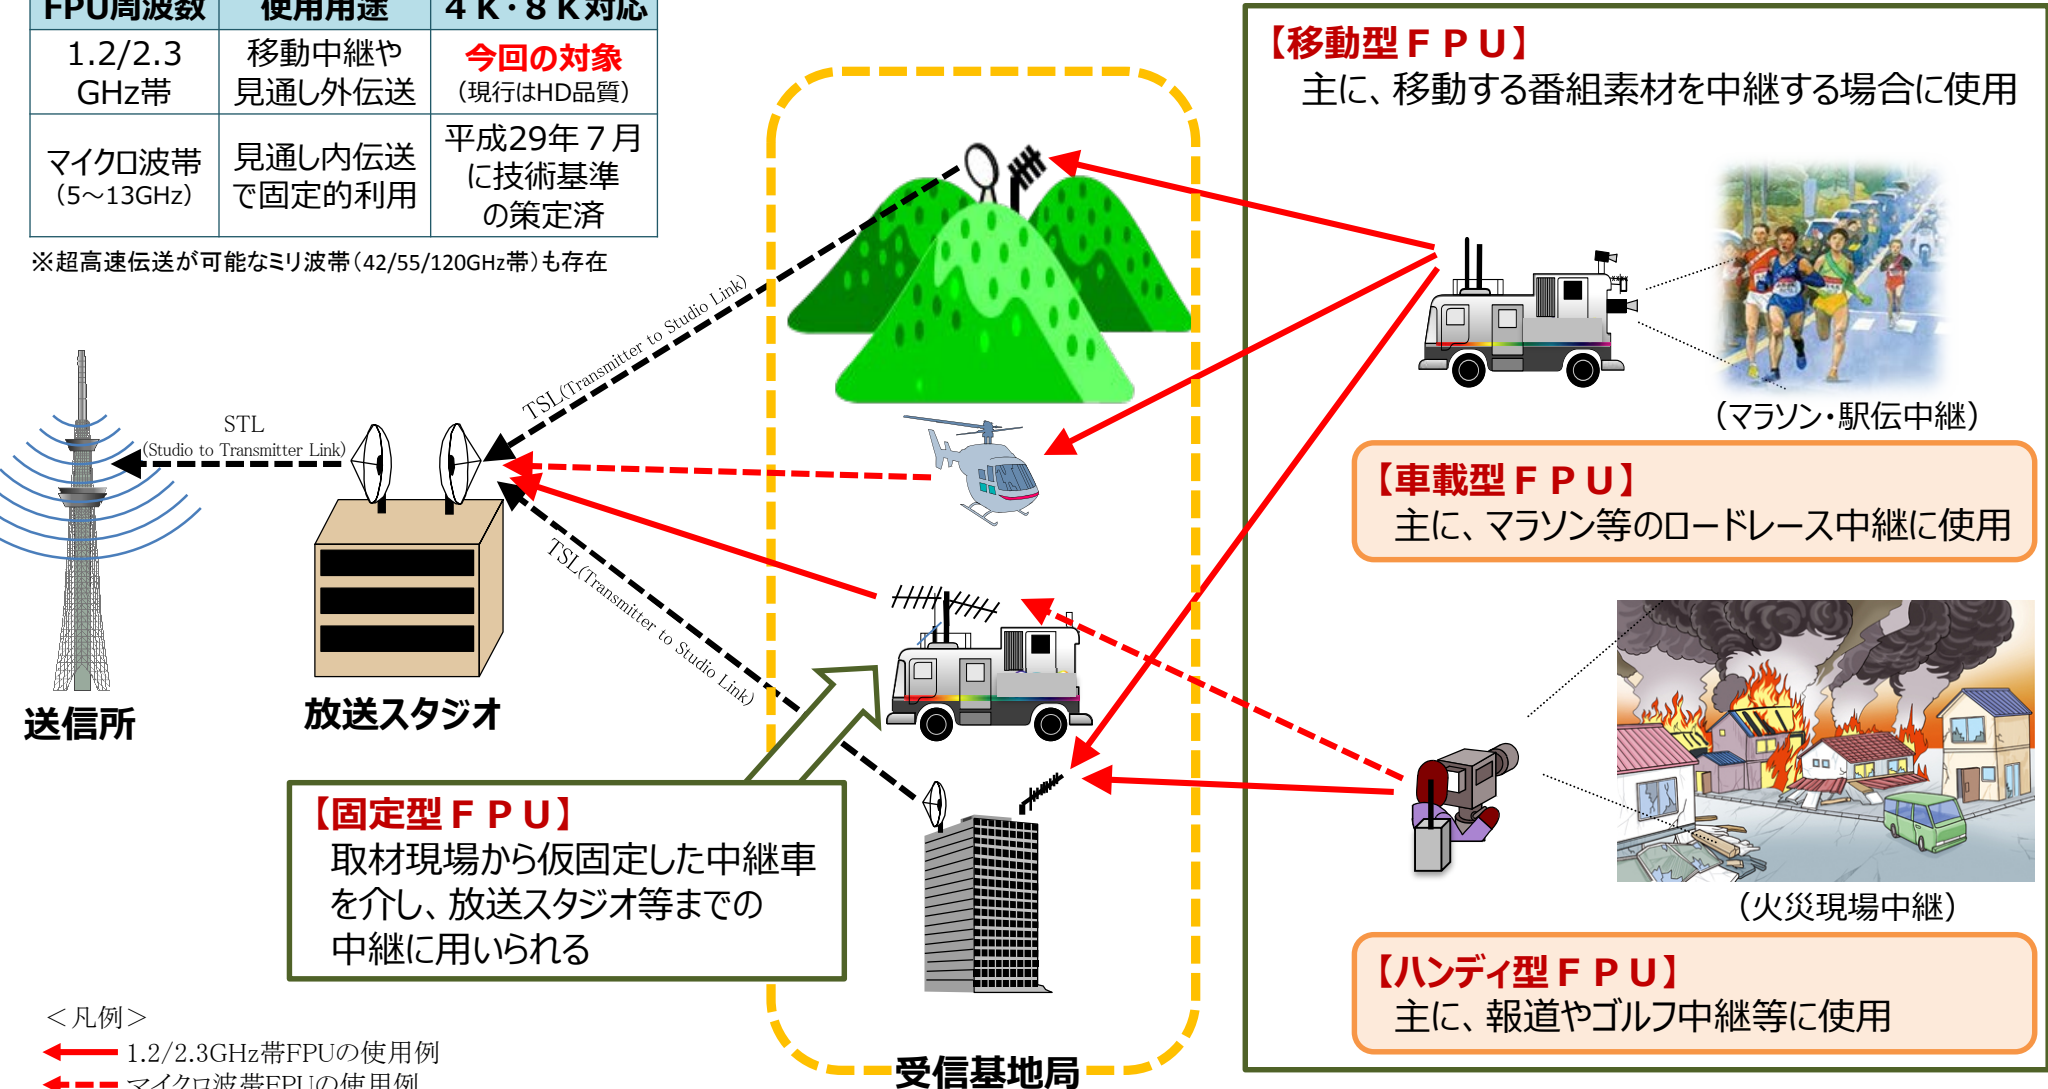 FPU周波数 使用用途 4K・8K対応
1.2/2.3
GHz帯
移動中継や
見通し外伝送
今回の対象
（現行はHD品質）
マイクロ波帯
（5～13GHz）
見通し内伝送
で固定的利用
平成29年７月
に技術基準
の策定済
※超高速伝送が可能なミリ波帯（42/55/120GHz帯）も存在
【移動型ＦＰＵ】
主に、移動する番組素材を中継する場合に使用
（マラソン・駅伝中継）
【車載型ＦＰＵ】
主に、マラソン等のロードレース中継に使用
（火災現場中継）
【ハンディ型ＦＰＵ】
主に、報道やゴルフ中継等に使用
TSL(Transmitter to Studio Link)
STL
(Studio to Transmitter Link)
TSL(Transmitter to Studio Link)
送信所
放送スタジオ
【固定型ＦＰＵ】
取材現場から仮固定した中継車
を介し、放送スタジオ等までの
中継に用いられる
受信基地局
＜凡例＞
1.2/2.3GHz帯FPUの使用例
マイクロ波帯FPUの使用例